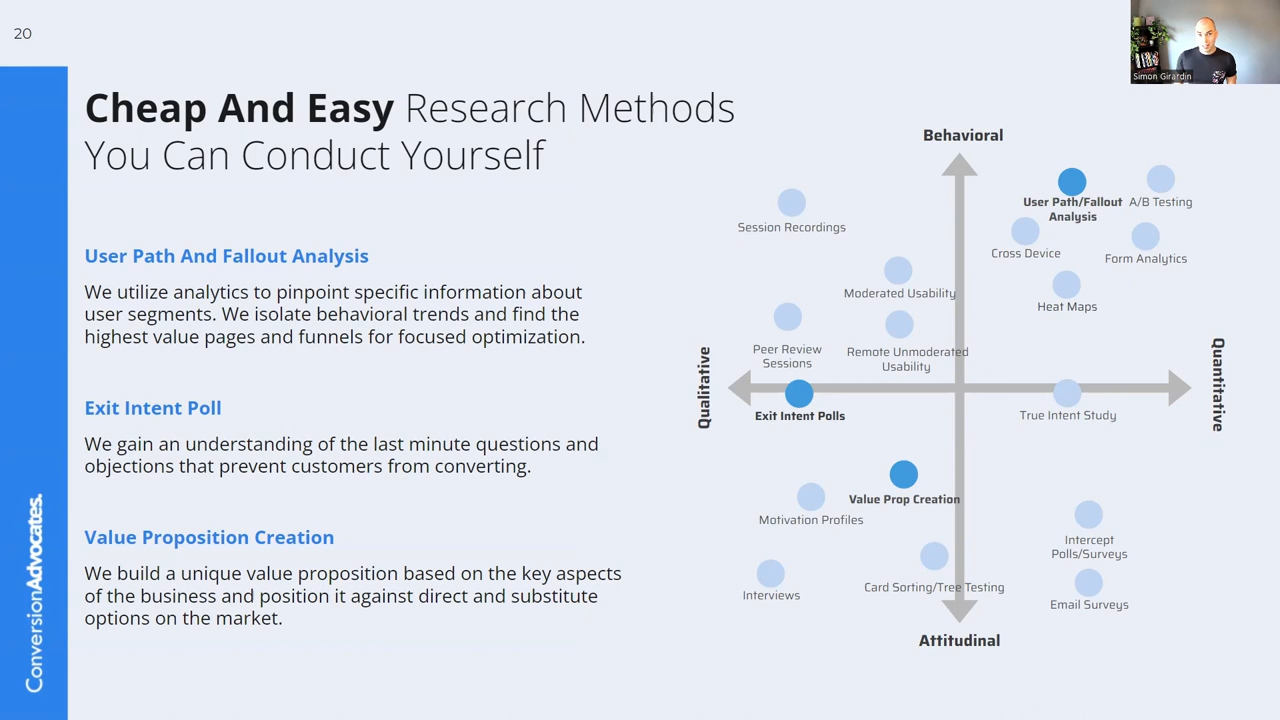 20
Simon Girardin
Cheap And Easy Research Methods
You Can Conduct Yourself
User Path And Fallout Analysis
We utilize analytics to pinpoint specific information about
user segments. We isolate behavioral trends and find the
highest value pages and funnels for focused optimization.
Exit Intent Poll
We gain an understanding of the last minute questions and
objections that prevent customers from converting.
Value Proposition Creation
We build a unique value proposition based on the key aspects
of the business and position it against direct and substitute
options on the market.
ConversionAdvocates.
Behavioral
User Path/Fallout
Analysis
A/B Testing
Session Recordings
Cross Device
Form Analytics
Moderated Usability
Heat Maps
Peer Review
Sessions
Remote Unmoderated
Usability
Qualitative
Quantitative
Exit Intent Polls
True Intent Study
Value Prop Creation
Motivation Profiles
Intercept
Polls/Surveys
Interviews
Card Sorting/Tree Testing
Email Surveys
Attitudinal